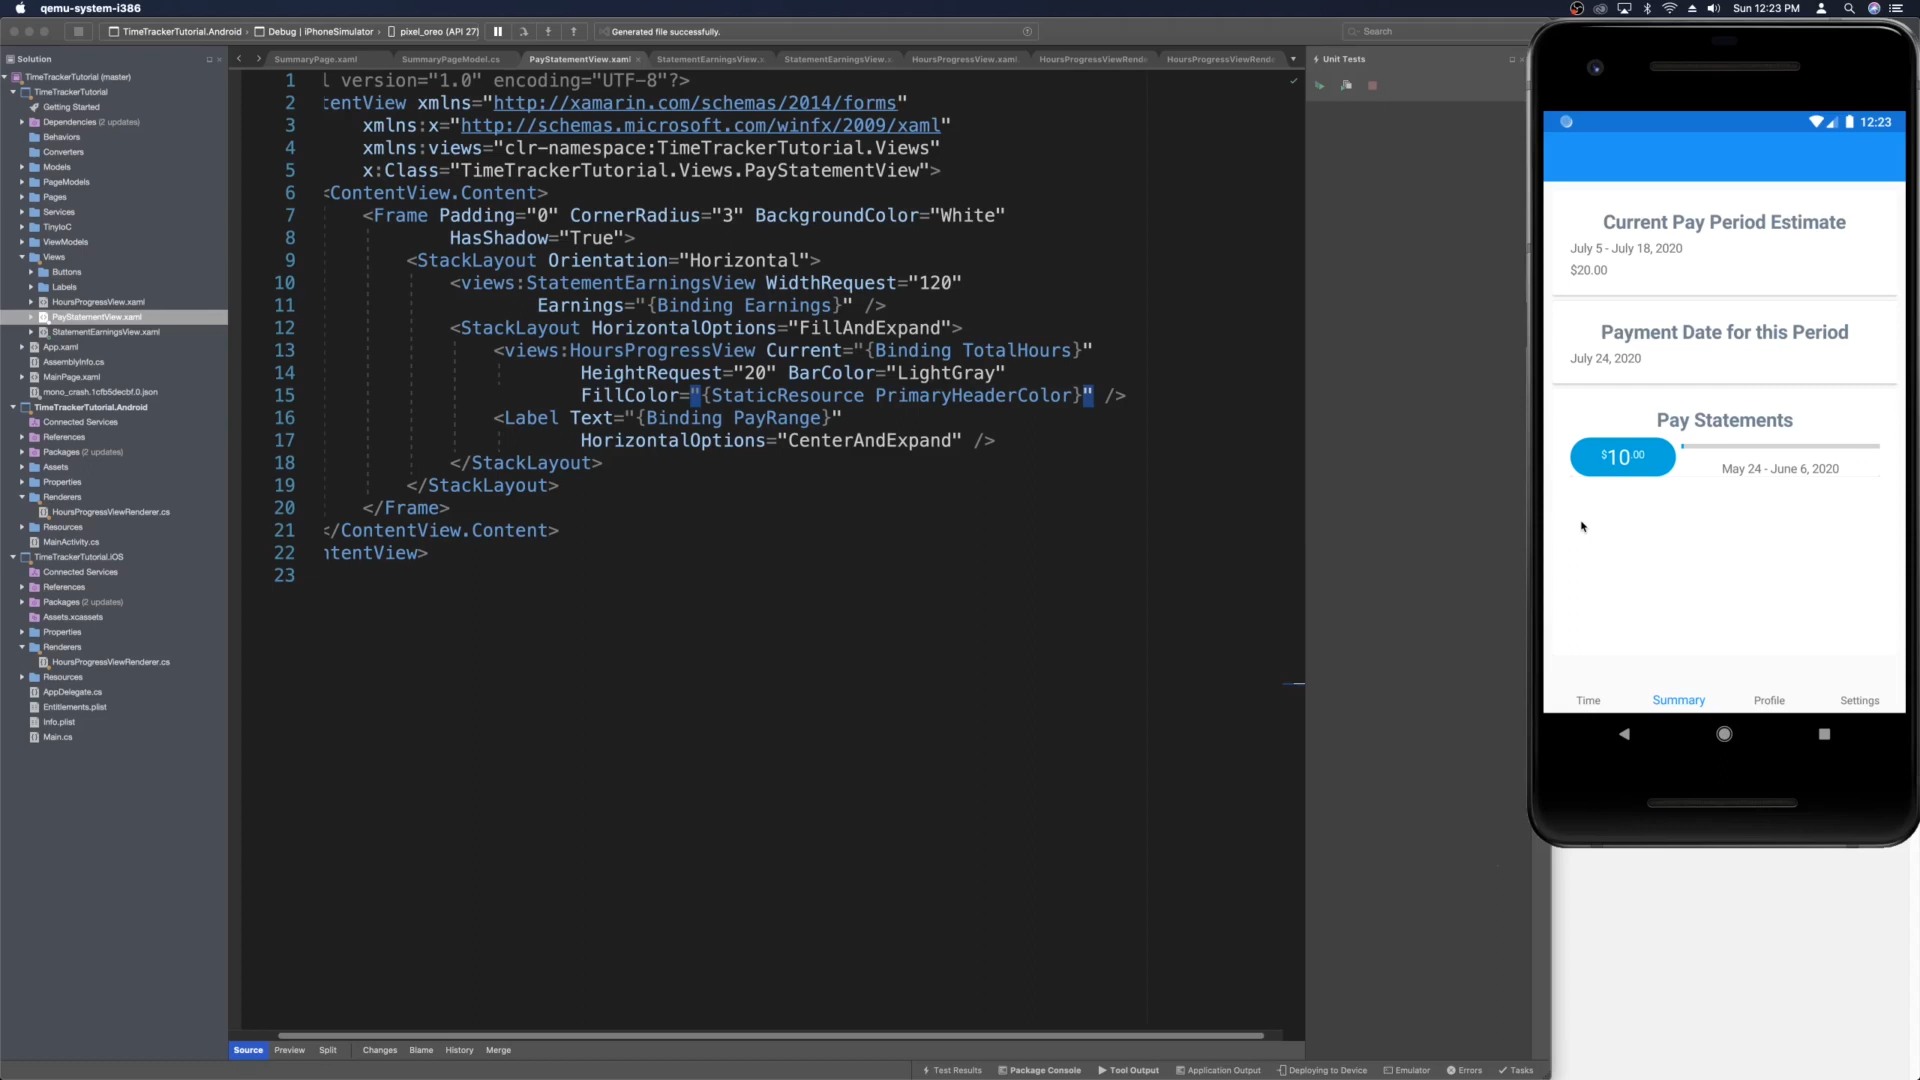 qemu-system-i386
Sun 12:23 PM
TimeTrackerTutorial.Android
Debug | iPhoneSimulator
pixel_oreo (API 27)
Generated file successfully.
Search
Solution
SummaryPage.xaml
SummaryPageModel.cs
PayStatementView.xaml
StatementEarningsView.
StatementEarningsView.
HoursProgressView.xaml
HoursProgressViewRend
HoursProgressViewRend
Unit Tests
TimeTrackerTutorial (master)
TimeTrackerTutorial
Getting Started
Dependencies (2 updates)
Behaviors
Converters
Models
PageModels
Pages
Services
TinyIoC
ViewModels
Views
Buttons
Labels
HoursProgressView.xaml
PayStatementView.xaml
StatementEarningsView.xaml
App.xaml
AssemblyInfo.cs
MainPage.xaml
mono_crash.1cfb5decbf.0.json
TimeTrackerTutorial.Android
Connected Services
References
Packages (2 updates)
Assets
Properties
Renderers
HoursProgressViewRenderer.cs
Resources
MainActivity.cs
TimeTrackerTutorial.iOS
Connected Services
References
Packages (2 updates)
Assets.xcassets
Properties
Renderers
HoursProgressViewRenderer.cs
Resources
AppDelegate.cs
Entitlements.plist
Info.plist
Main.cs
1 l version="1.0" encoding="UTF-8"?>
2 tentView xmlns="http://xamarin.com/schemas/2014/forms"
3 xmlns:x="http://schemas.microsoft.com/winfx/2009/xaml"
4 xmlns:views="clr-namespace:TimeTrackerTutorial.Views"
5 x:Class="TimeTrackerTutorial.Views.PayStatementView">
6 <ContentView.Content>
7 <Frame Padding="0" CornerRadius="3" BackgroundColor="White"
8 HasShadow="True">
9 <StackLayout Orientation="Horizontal">
10 <views:StatementEarningsView WidthRequest="120"
11 Earnings="{Binding Earnings}" />
12 <StackLayout HorizontalOptions="FillAndExpand">
13 <views:HoursProgressView Current="{Binding TotalHours}"
14 HeightRequest="20" BarColor="LightGray"
15 FillColor="{StaticResource PrimaryHeaderColor}" />
16 <Label Text="{Binding PayRange}"
17 HorizontalOptions="CenterAndExpand" />
18 </StackLayout>
19 </StackLayout>
20 </Frame>
21 </ContentView.Content>
22 ntentView>
23
12:23
Current Pay Period Estimate
July 5 - July 18, 2020
$20.00
Payment Date for this Period
July 24, 2020
Pay Statements
$10.00
May 24 - June 6, 2020
Time
Summary
Profile
Settings
Source
Preview
Split
Changes
Blame
History
Merge
Test Results
Package Console
Tool Output
Application Output
Deploying to Device
Emulator
Errors
Tasks